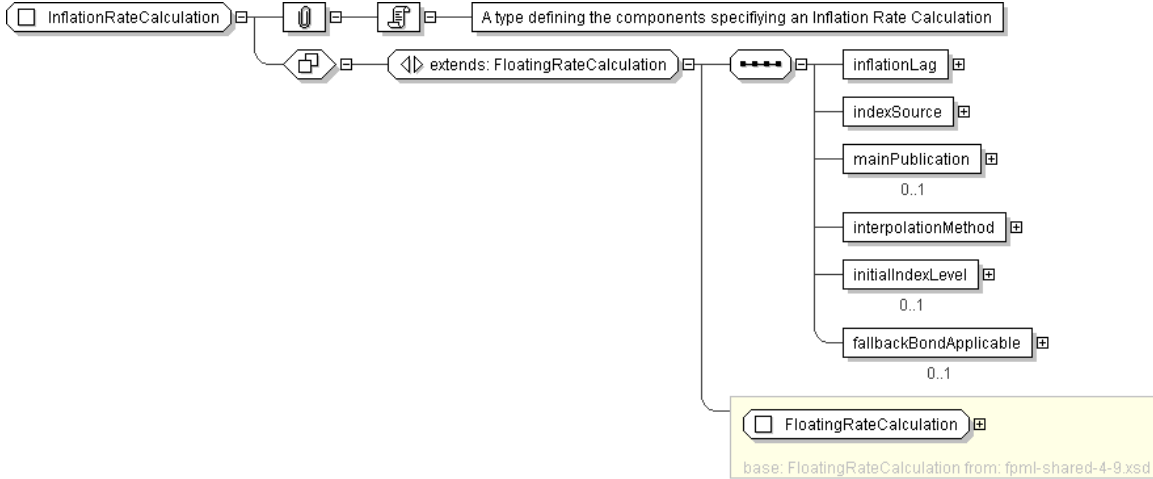 InflationRateCalculation
A type defining the components specifiying an Inflation Rate Calculation
extends: FloatingRateCalculation
inflationLag
indexSource
mainPublication
0..1
interpolationMethod
initialIndexLevel
0..1
fallbackBondApplicable
0..1
FloatingRateCalculation
base: FloatingRateCalculation from: fpml-shared-4-9.xsd